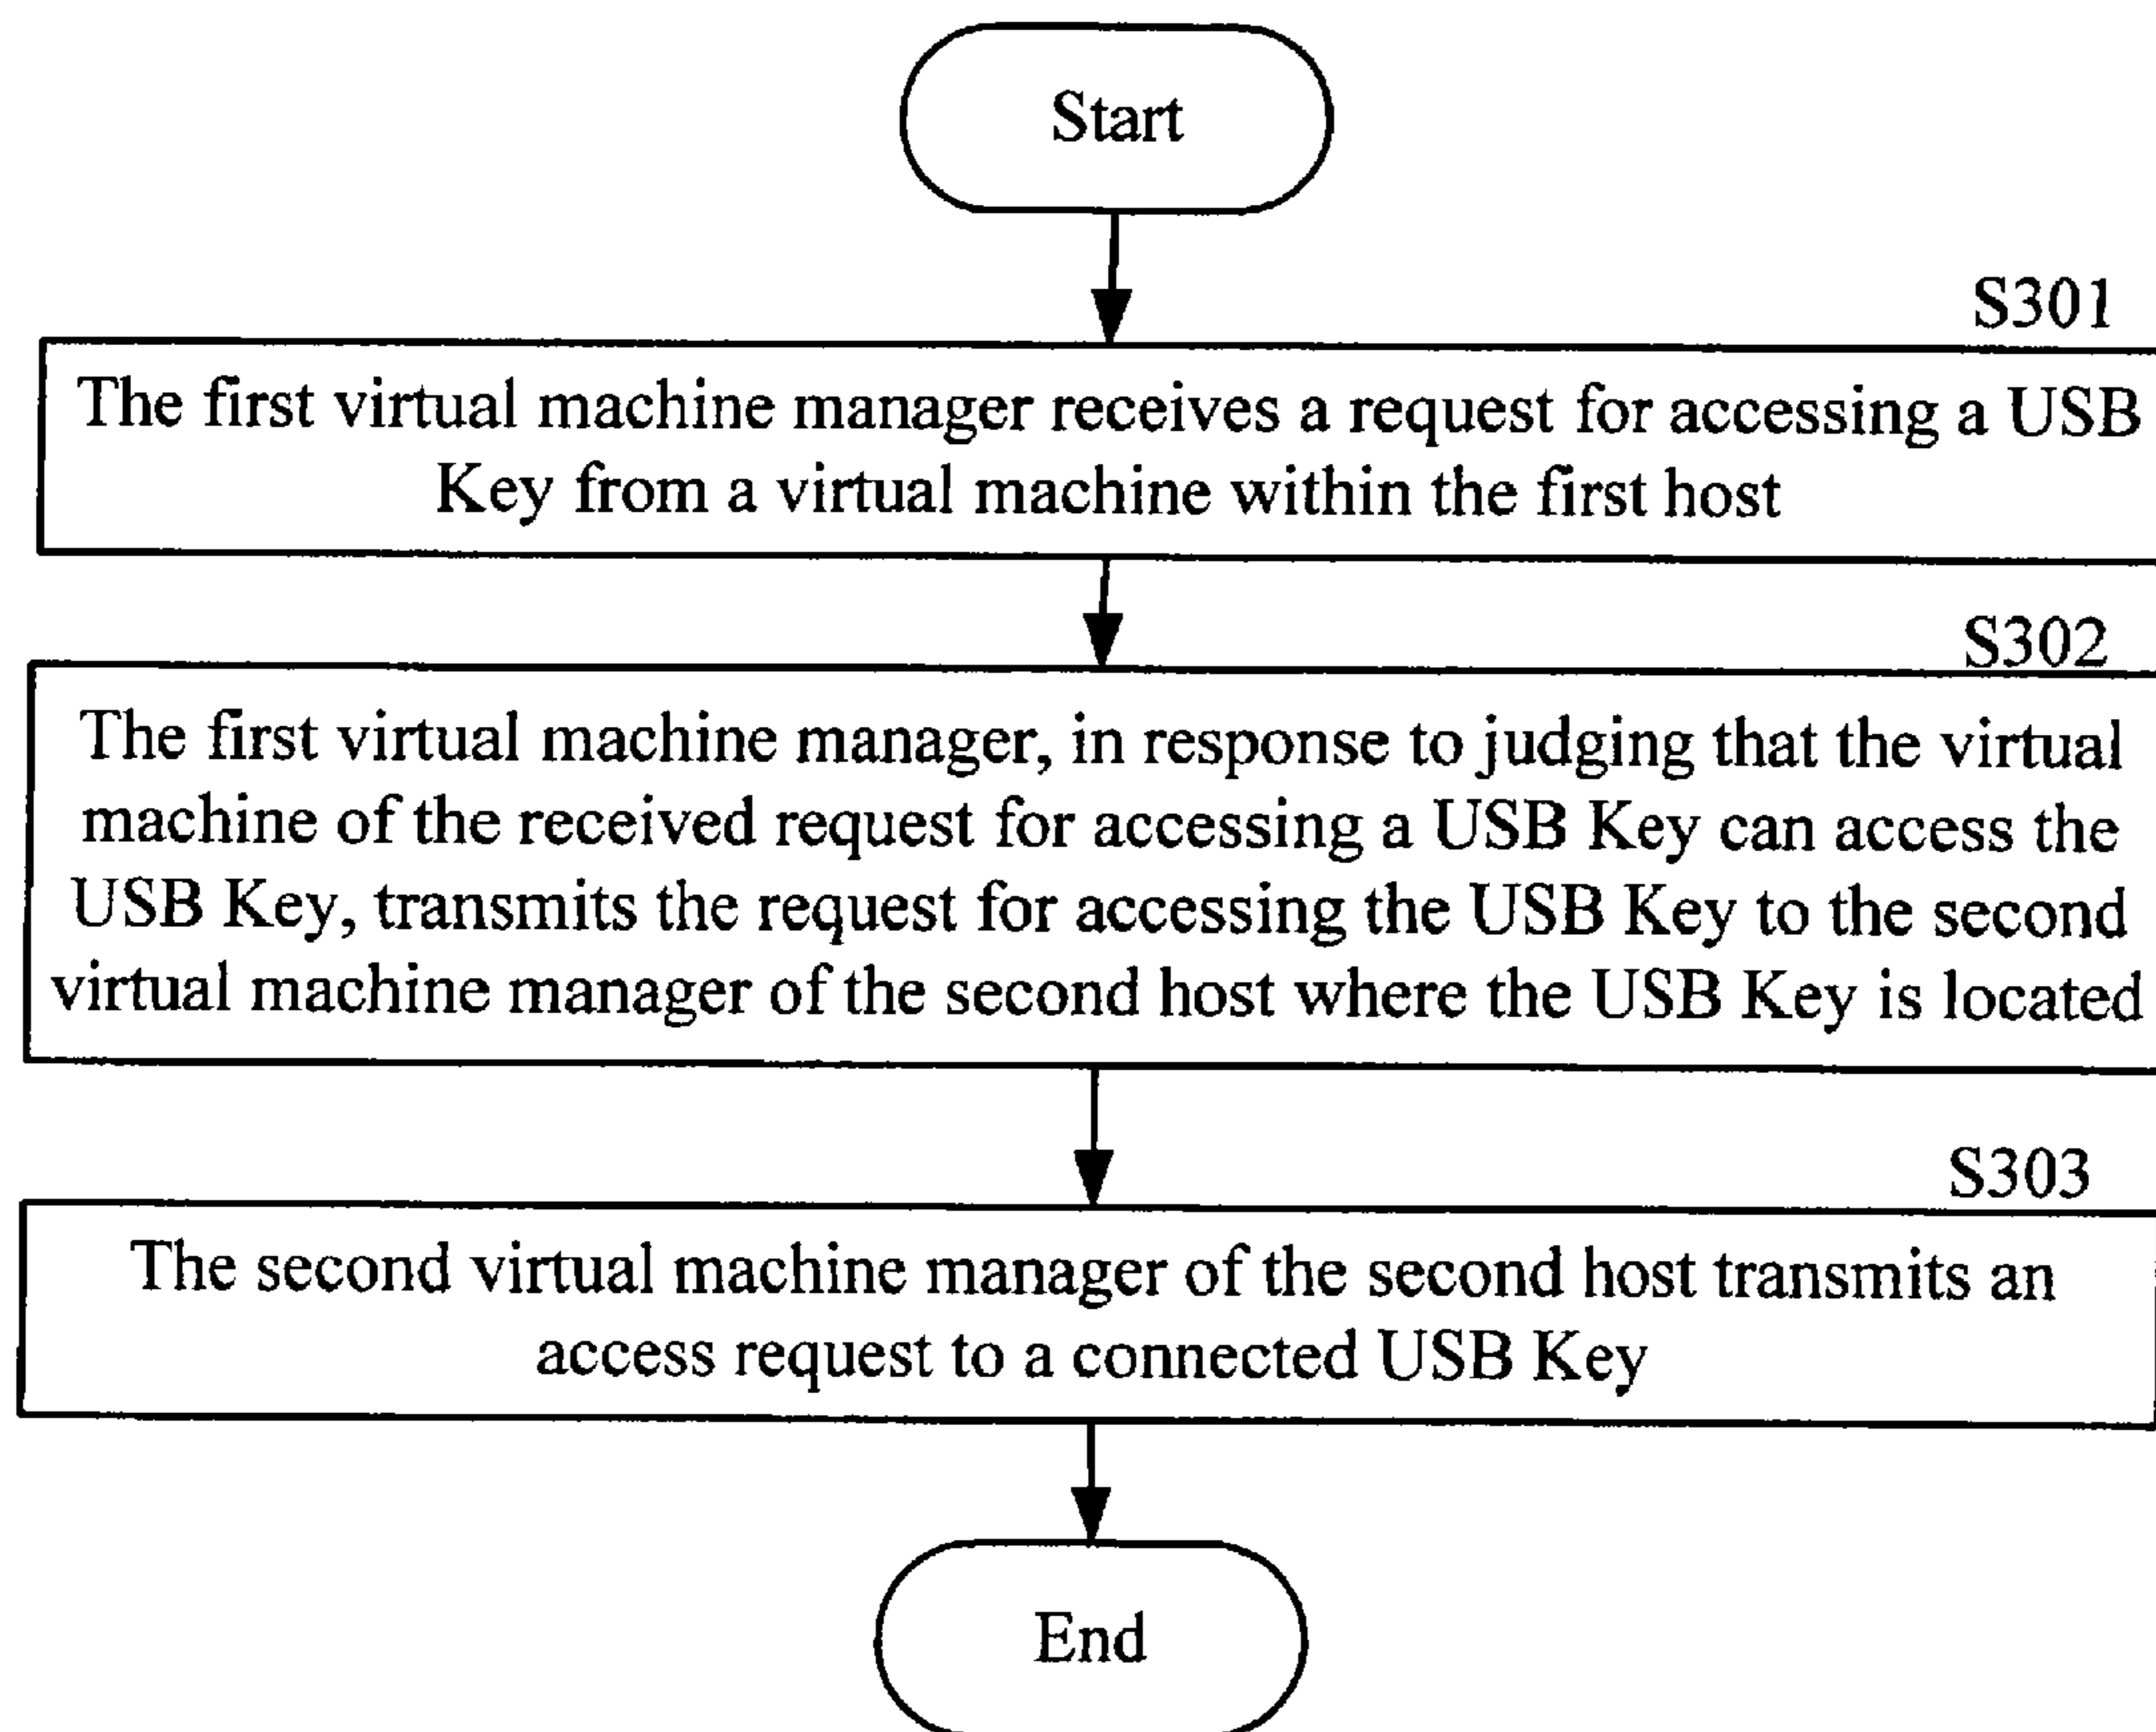 Start
S301
The first virtual machine manager receives a request for accessing a USB
Key from a virtual machine within the first host
S302
The first virtual machine manager, in response to judging that the virtual
machine of the received request for accessing a USB Key can access the
USB Key, transmits the request for accessing the USB Key to the second
virtual machine manager of the second host where the USB Key is located
S303
The second virtual machine manager of the second host transmits an
access request to a connected USB Key
End